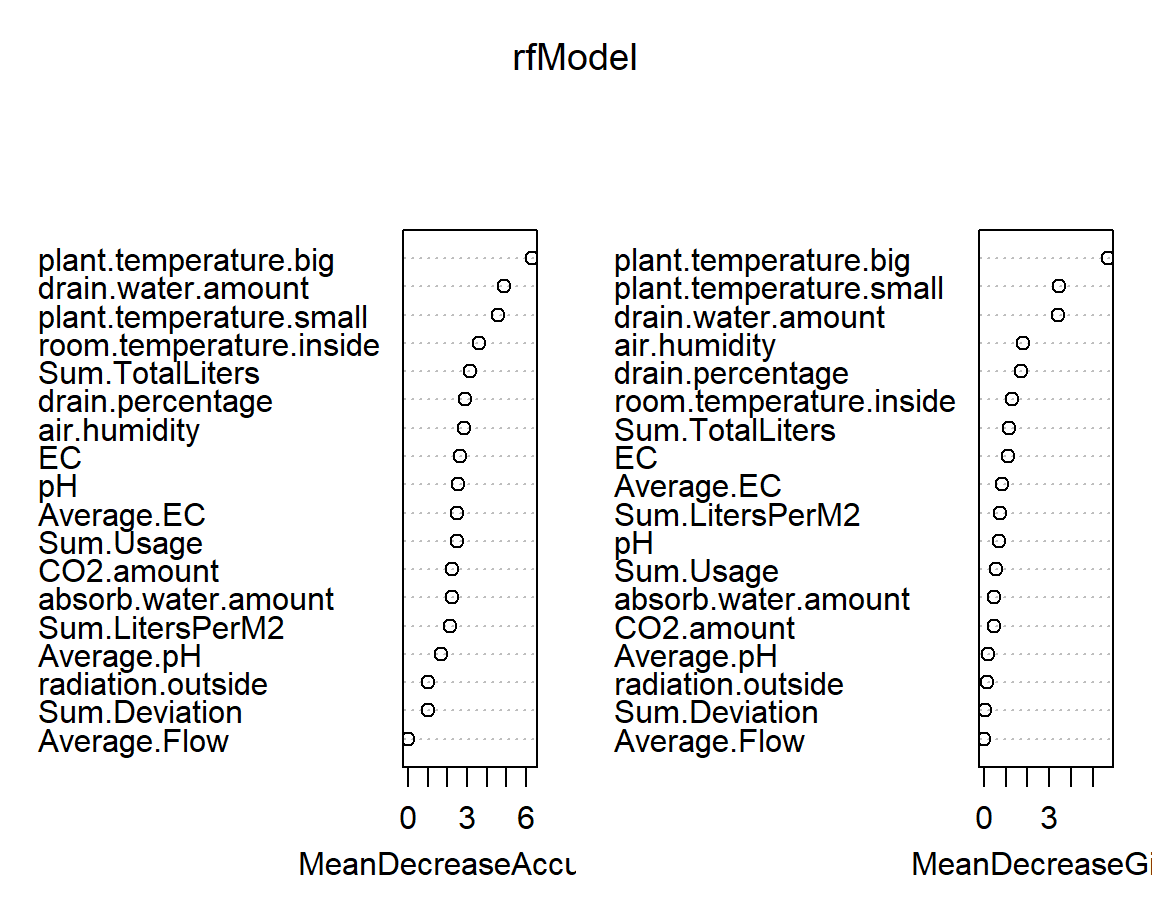 rfModel
plant.temperature.big
drain.water.amount
plant.temperature.small
room.temperature.inside
Sum.TotalLiters
drain.percentage
air.humidity
EC
pH
Average.EC
Sum.Usage
CO2.amount
absorb.water.amount
Sum.LitersPerM2
Average.pH
radiation.outside
Sum.Deviation
Average.Flow
0 3 6
MeanDecreaseAccu
plant.temperature.big
plant.temperature.small
drain.water.amount
air.humidity
drain.percentage
room.temperature.inside
Sum.TotalLiters
EC
Average.EC
Sum.LitersPerM2
pH
Sum.Usage
absorb.water.amount
CO2.amount
Average.pH
radiation.outside
Sum.Deviation
Average.Flow
0 3
MeanDecreaseGi